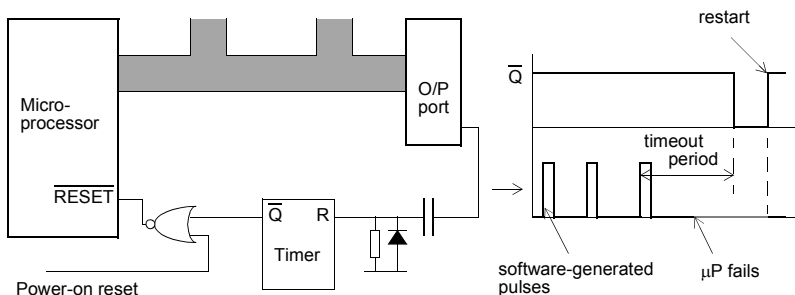 Micro-
processor
RESET
Power-on reset
Q
R
Timer
O/P
port
restart
Q
timeout
period
software-generated
pulses
µP fails